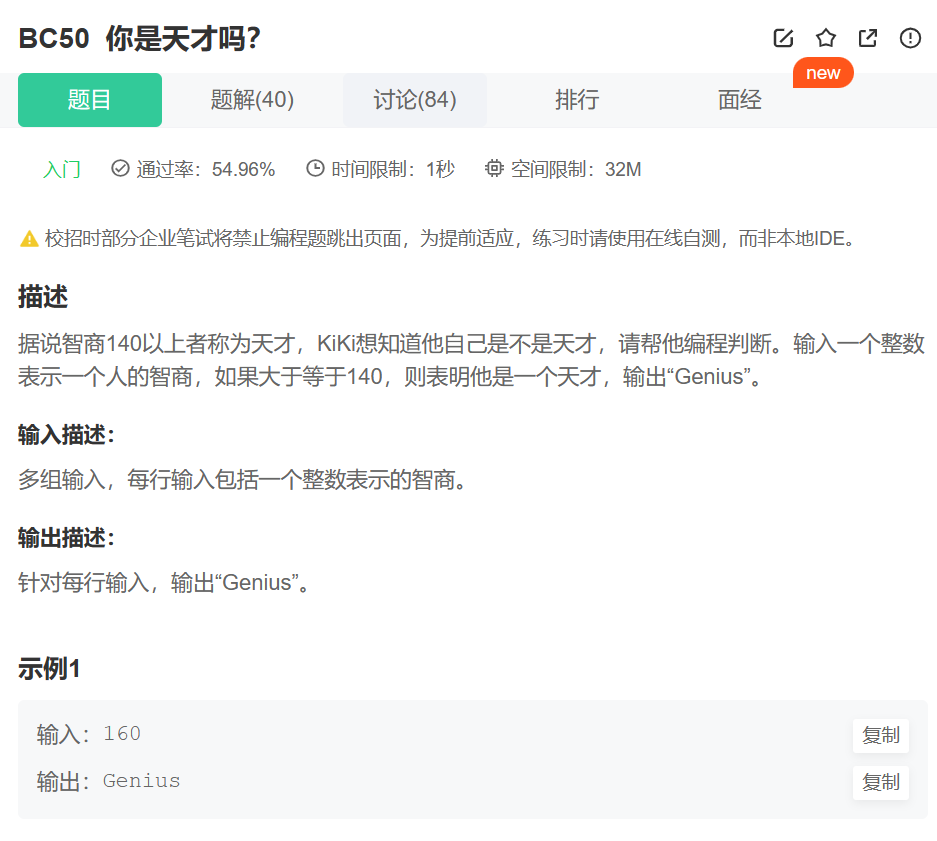 BC50 你是天才吗？
new
题目 题解(40) 讨论(84) 排行 面经
入门 通过率：54.96% 时间限制：1秒 空间限制：32M
校招时部分企业笔试将禁止编程题跳出页面，为提前适应，练习时请使用在线自测，而非本地IDE。
描述
据说智商140以上者称为天才，KiKi想知道他自己是不是天才，请帮他编程判断。输入一个整数
表示一个人的智商，如果大于等于140，则表明他是一个天才，输出“Genius”。
输入描述：
多组输入，每行输入包括一个整数表示的智商。
输出描述：
针对每行输入，输出“Genius”。
示例1
输入：160 复制
输出：Genius 复制